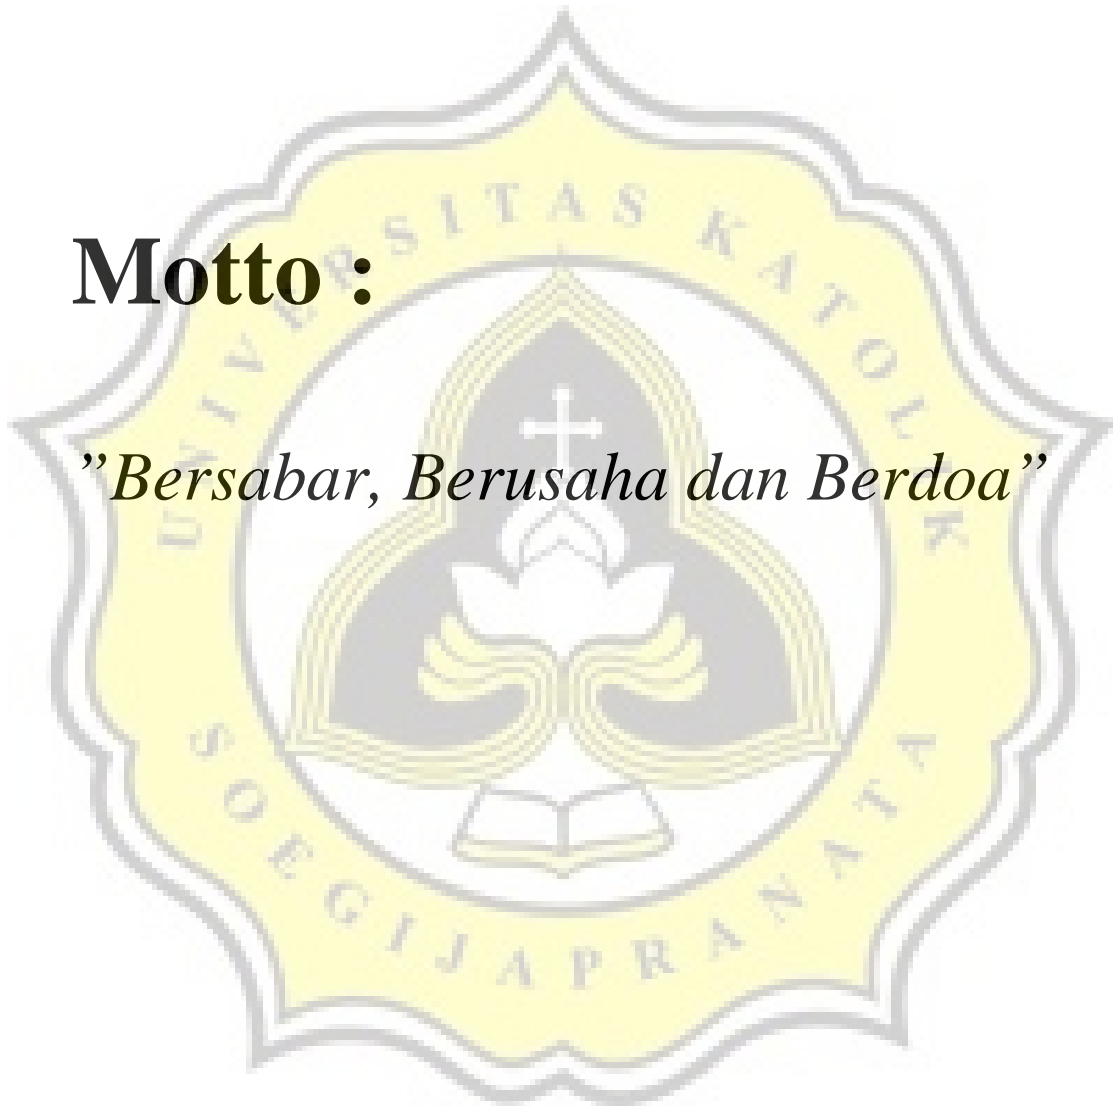 Motto :
”Bersabar, Berusaha dan Berdoa”
UNIVERSITAS KATOLIK
SOEGIJAPRANATA